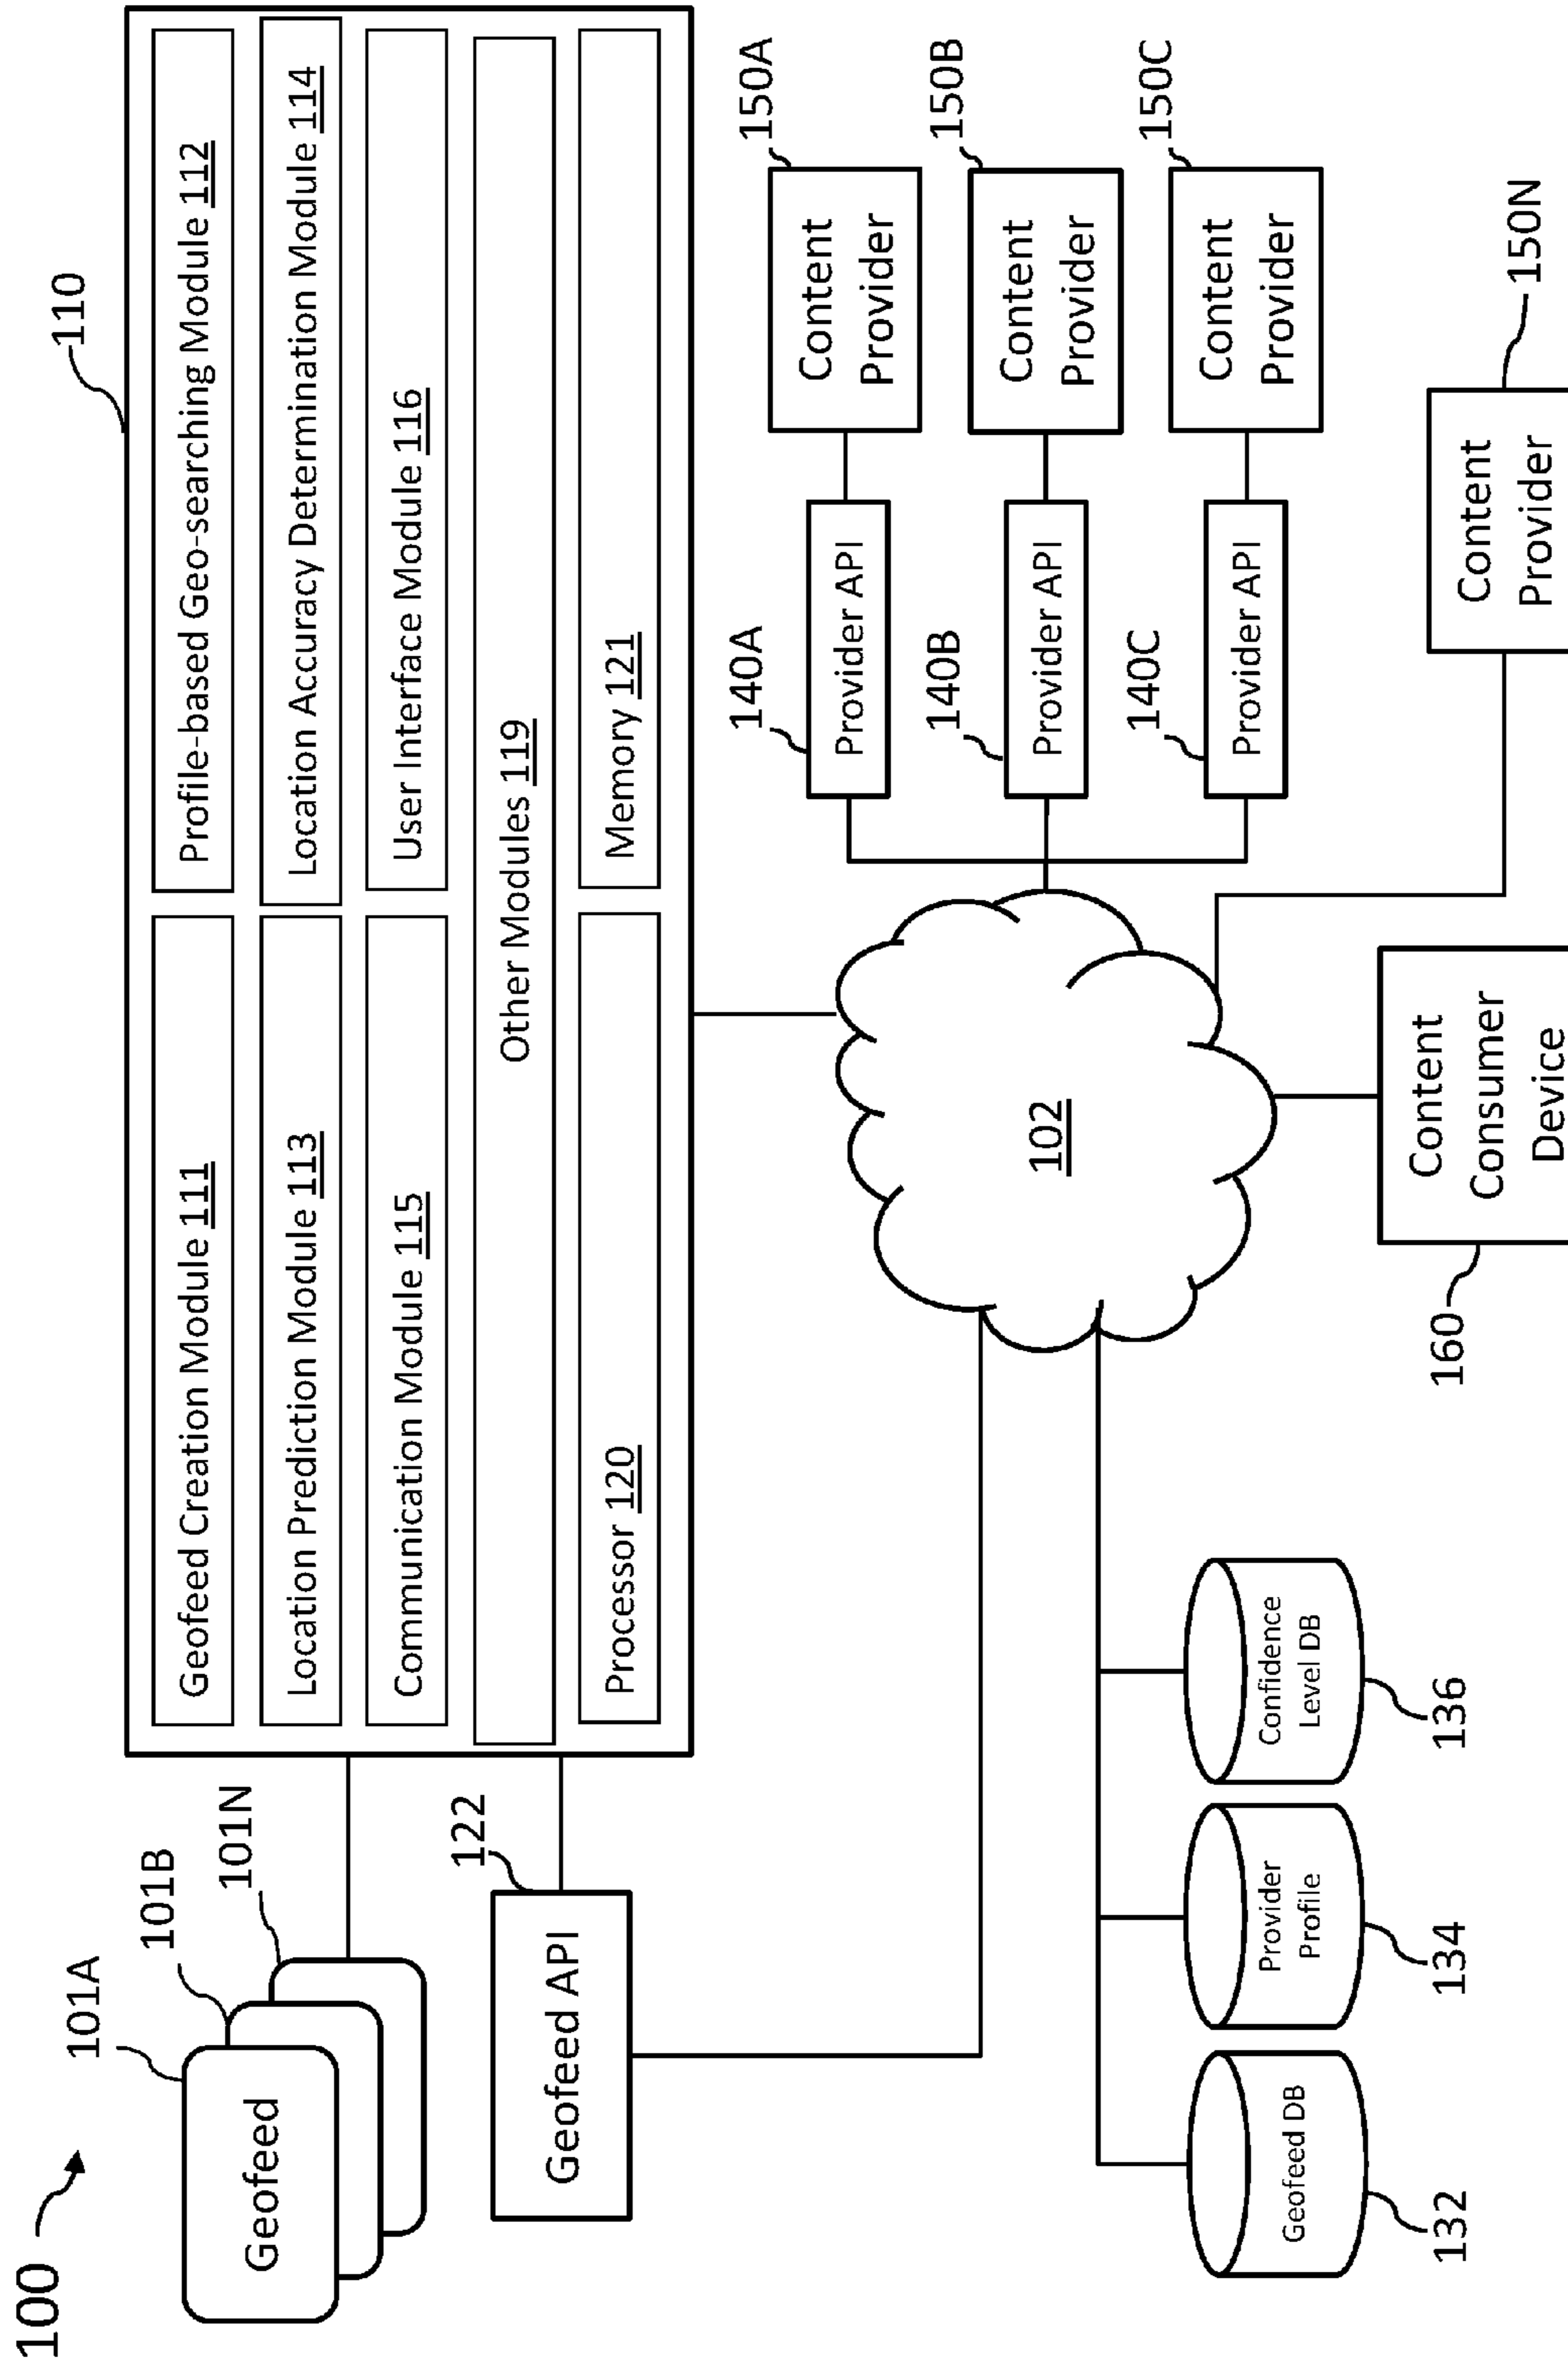 100
101A
101B
101N
Geofeed
122
Geofeed API
110
Geofeed Creation Module 111
Profile-based Geo-searching Module 112
Location Prediction Module 113
Location Accuracy Determination Module 114
Communication Module 115
User Interface Module 116
Other Modules 119
Processor 120
Memory 121
102
140A
Provider API
150A
Content
Provider
140B
Provider API
150B
Content
Provider
140C
Provider API
150C
Content
Provider
Geofeed DB
132
Provider
Profile
134
Confidence
Level DB
136
160
Content
Consumer
Device
Content
Provider
150N